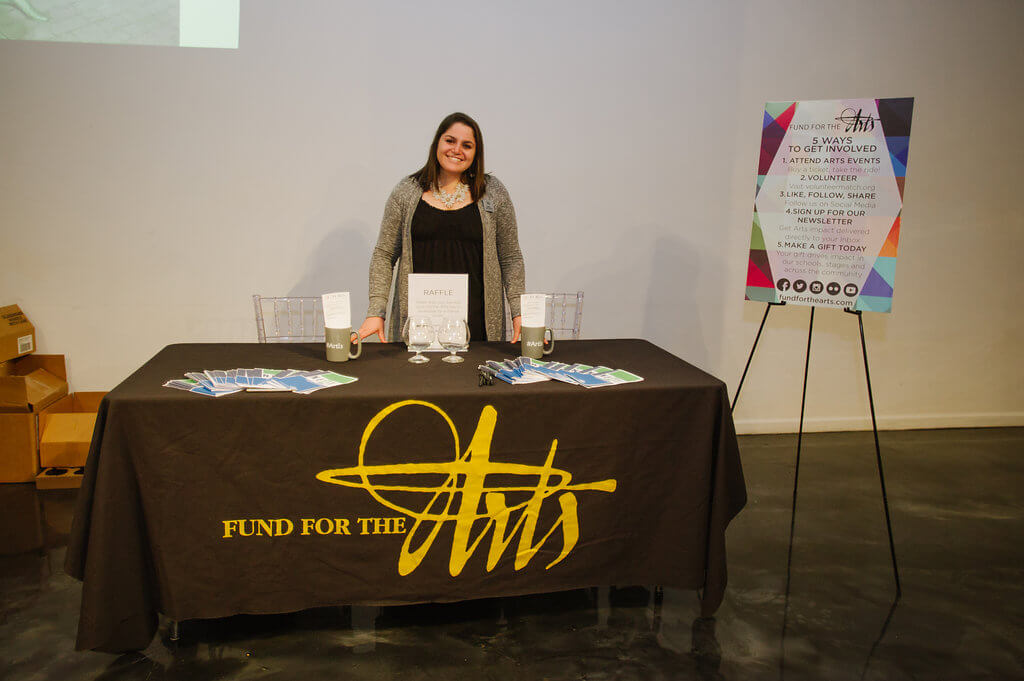 FUND FOR THE Arts
5 WAYS
TO GET INVOLVED
1. ATTEND ARTS EVENTS
Buy a ticket, take the ride!
2. VOLUNTEER
Visit volunteermatch.org
3. LIKE, FOLLOW, SHARE
Follow us on Social Media
4. SIGN UP FOR OUR
NEWSLETTER
Get Arts impact delivered
directly to your Inbox
5. MAKE A GIFT TODAY
Your gift drives impact in
our schools, stages and
across the community
fundforthearts.com
RAFFLE
#Arts
FUND FOR THE Arts